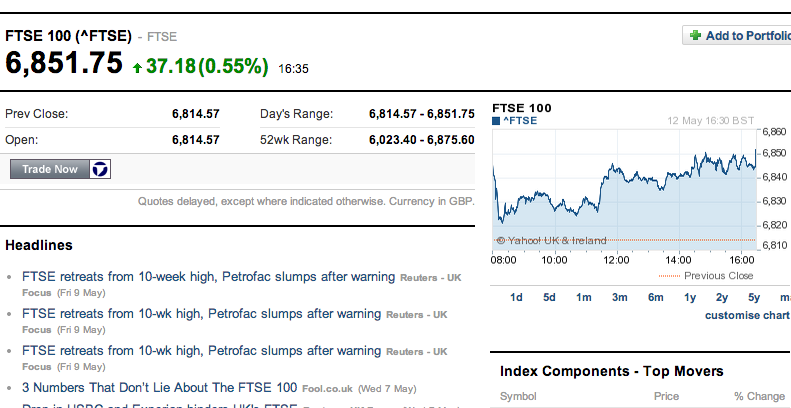 FTSE 100 (^FTSE) - FTSE
Add to Portfolio
6,851.75 37.18(0.55%) 16:35
Prev Close: 6,814.57 Day's Range: 6,814.57 - 6,851.75
Open: 6,814.57 52wk Range: 6,023.40 - 6,875.60
Trade Now
Quotes delayed, except where indicated otherwise. Currency in GBP.
FTSE 100
^FTSE 12 May 16:30 BST
6,860
6,850
6,840
6,830
6,820
6,810
© Yahoo! UK & Ireland
08:00 10:00 12:00 14:00 16:00
Previous Close
1d 5d 1m 3m 6m 1y 2y 5y
customise chart
Headlines
FTSE retreats from 10-week high, Petrofac slumps after warning Reuters - UK
Focus (Fri 9 May)
FTSE retreats from 10-wk high, Petrofac slumps after warning Reuters - UK
Focus (Fri 9 May)
FTSE retreats from 10-wk high, Petrofac slumps after warning Reuters - UK
Focus (Fri 9 May)
3 Numbers That Don't Lie About The FTSE 100 Fool.co.uk (Wed 7 May)
Index Components - Top Movers
Symbol Price % Change